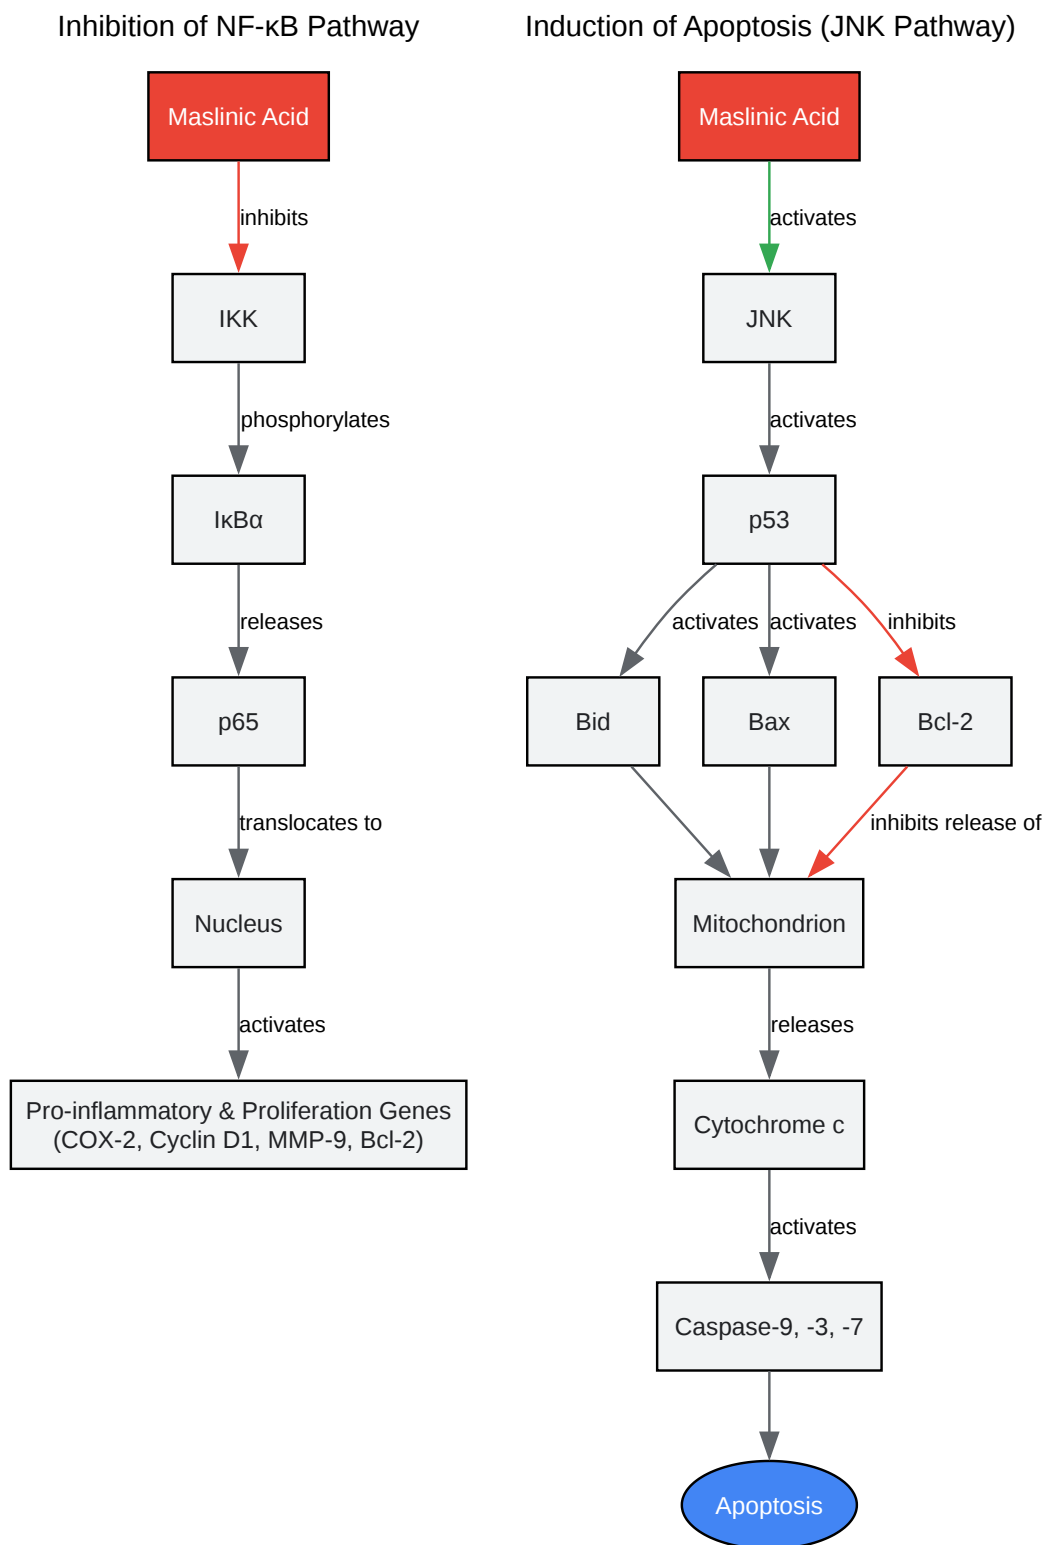 Inhibition of NF-κB Pathway
Maslinic Acid
inhibits
IKK
phosphorylates
IκBα
releases
p65
translocates to
Nucleus
activates
Pro-inflammatory & Proliferation Genes
(COX-2, Cyclin D1, MMP-9, Bcl-2)
Induction of Apoptosis (JNK Pathway)
Maslinic Acid
activates
JNK
activates
p53
activates
activates
inhibits
Bid
Bax
Bcl-2
inhibits release of
Mitochondrion
releases
Cytochrome c
activates
Caspase-9, -3, -7
Apoptosis